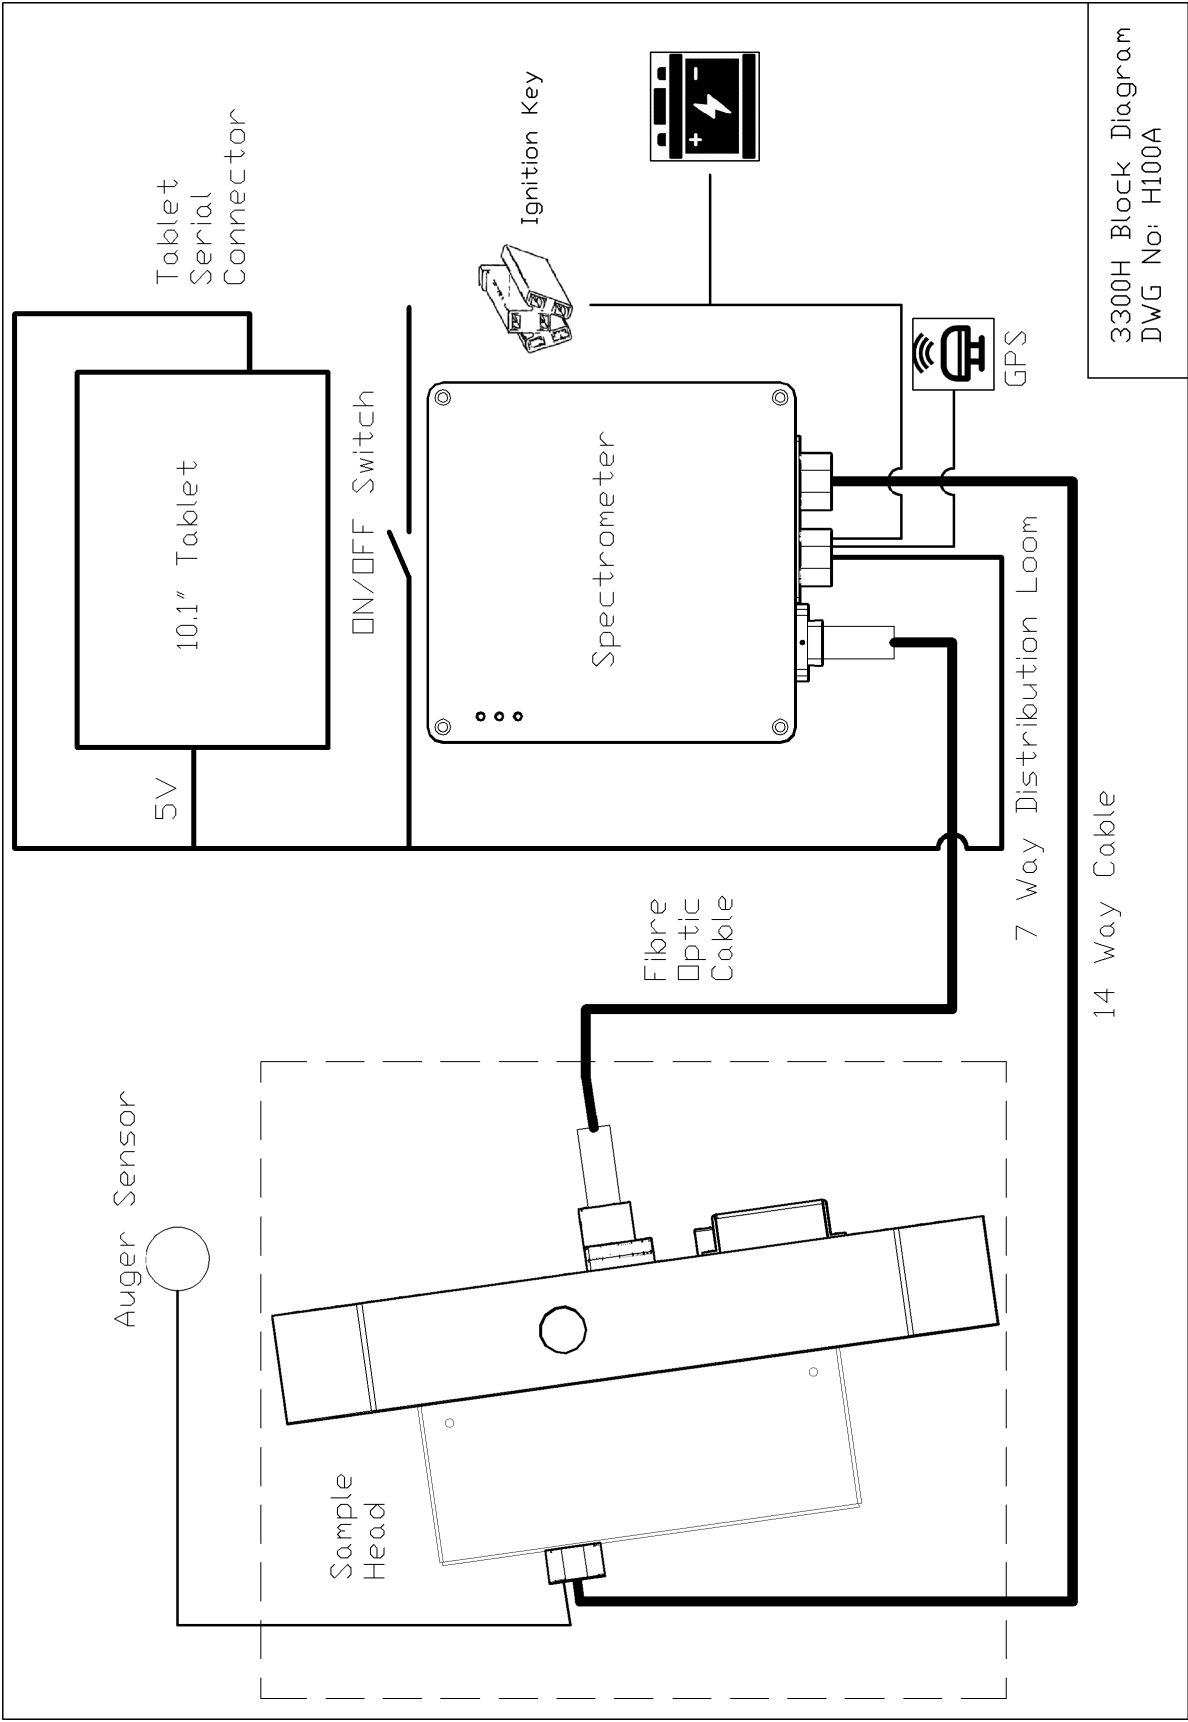 Auger Sensor
Sample
Head
Fibre
Optic
Cable
5V
10.1" Tablet
Tablet
Serial
Connector
ON/OFF Switch
Ignition Key
Spectrometer
- +
GPS
7 Way Distribution Loom
14 Way Cable
3300H Block Diagram
DWG No: H100A